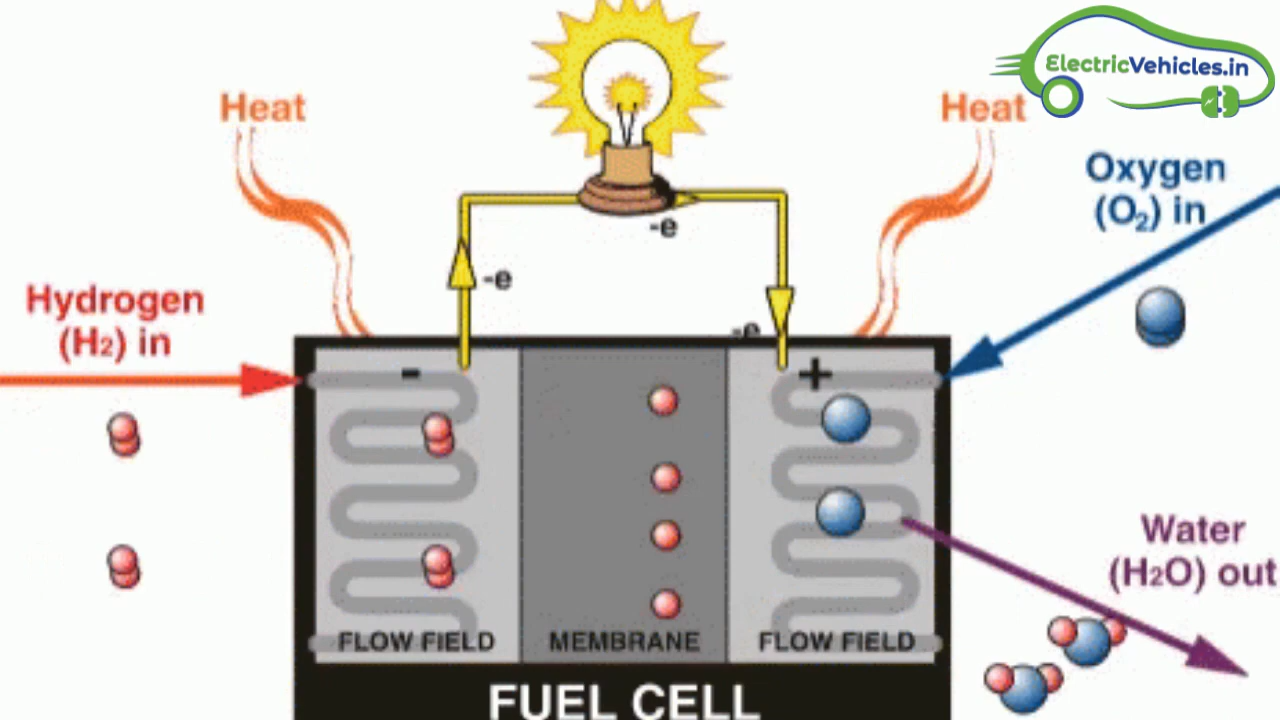 ElectricVehicles.in
Heat
Heat
Oxygen
(O₂) in
-e
-e
Hydrogen
(H₂) in
-e
-
+
Water
(H₂O) out
FLOW FIELD
MEMBRANE
FLOW FIELD
FUEL CELL